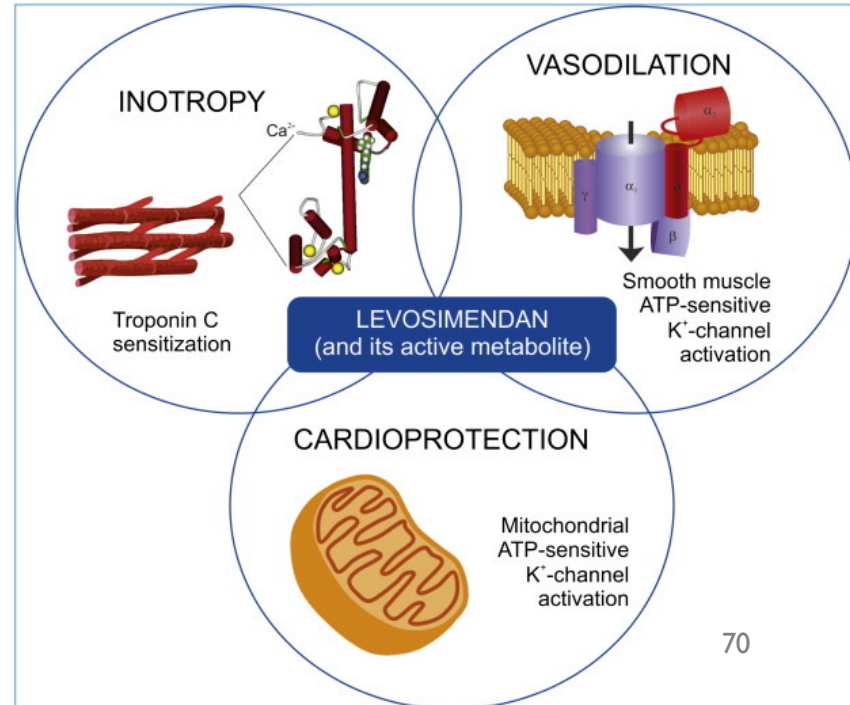 INOTROPY
Ca²⁺
Troponin C
sensitization
VASODILATION
α₂
γ
α₁
δ
β
Smooth muscle
ATP-sensitive
K⁺-channel
activation
LEVOSIMENDAN
(and its active metabolite)
CARDIOPROTECTION
Mitochondrial
ATP-sensitive
K⁺-channel
activation
70